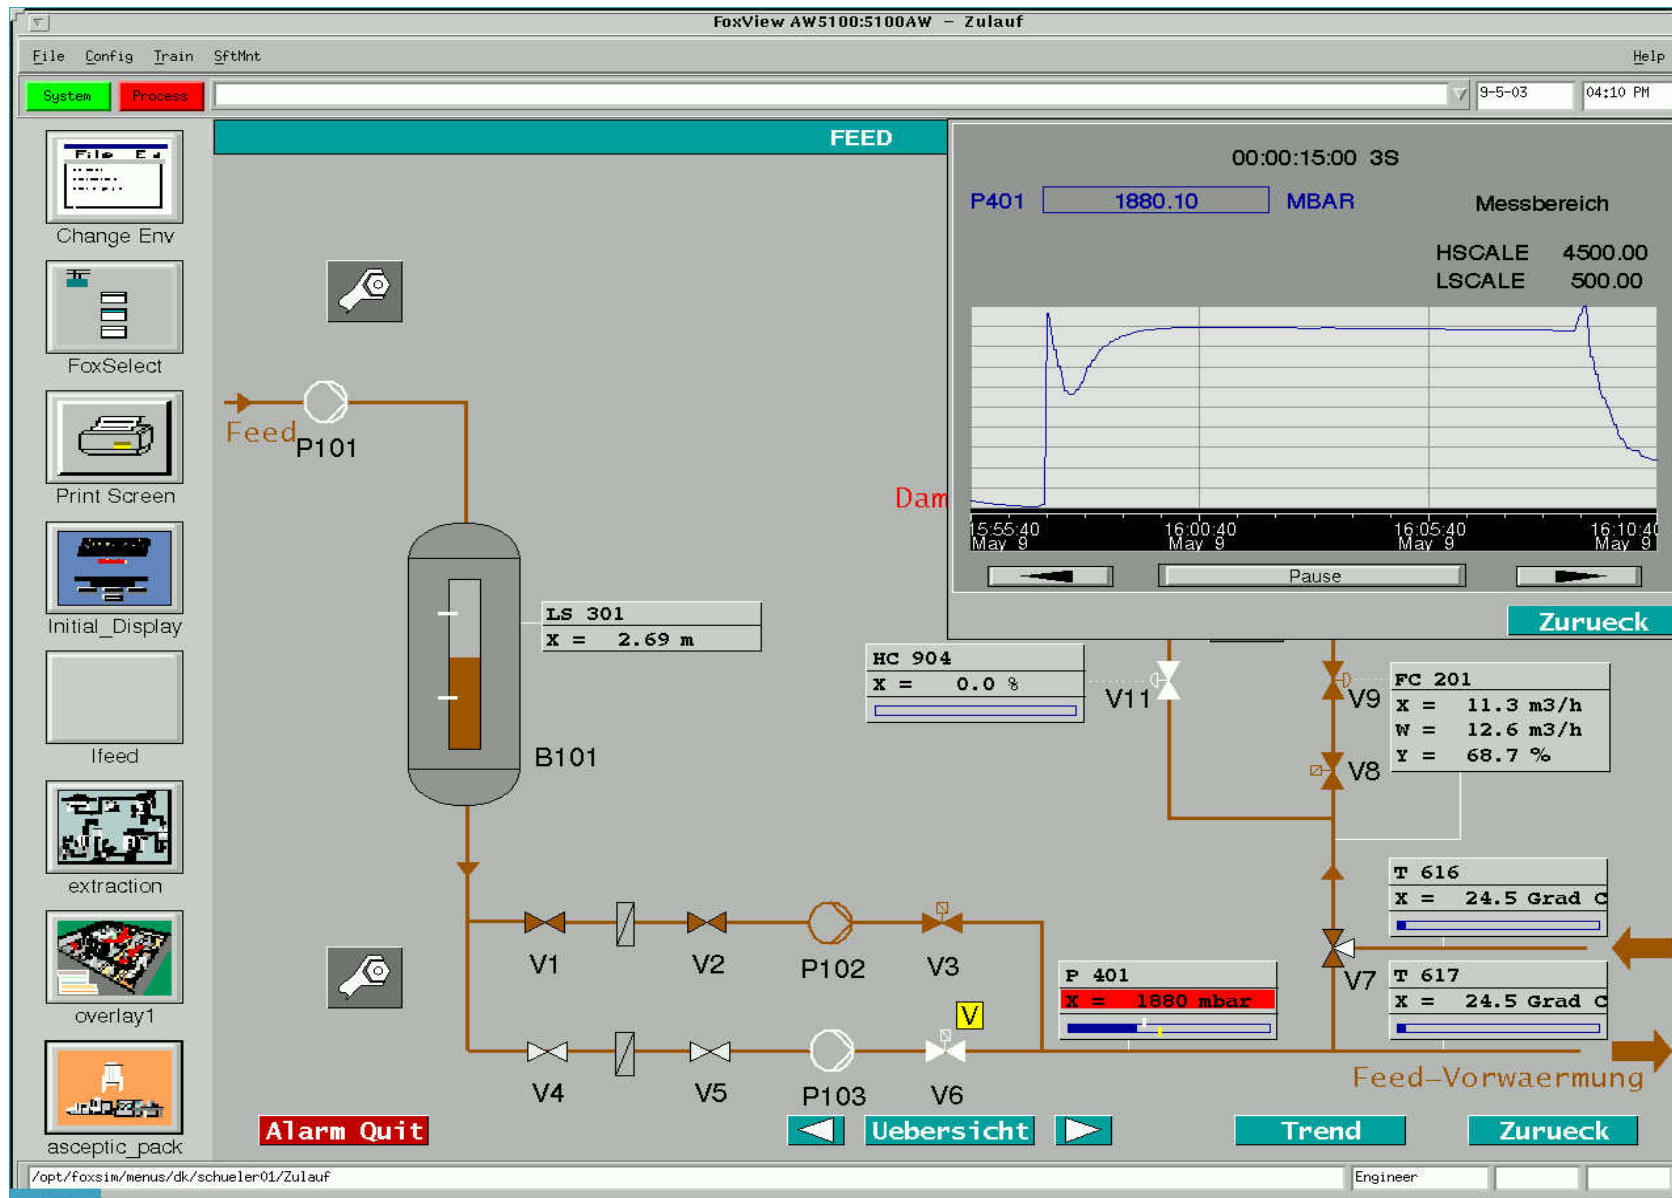 FoxView AW5100:5100AW - Zulauf
File Config Train SftMnt Help
System Process 9-5-03 04:10 PM
File Ed
Change Env
FoxSelect
Print Screen
Initial_Display
lfeed
extraction
overlay1
asceptic_pack
FEED
00:00:15:00 3S
P401 1880.10 MBAR Messbereich
HSCALE 4500.00
LSCALE 500.00
15:55:40 16:00:40 16:05:40 16:10:40
May 9 May 9 May 9 May 9
Pause
Zurueck
Feed
P101
Dam
LS 301
X = 2.69 m
B101
HC 904
X = 0.0 %
V11
V9
FC 201
X = 11.3 m3/h
W = 12.6 m3/h
Y = 68.7 %
V8
T 616
X = 24.5 Grad C
V7
T 617
X = 24.5 Grad C
V1 V2 P102 V3
P 401
X = 1880 mbar
V
V4 V5 P103 V6
Feed-Vorwaermung
Alarm Quit Uebersicht Trend Zurueck
/opt/foxsim/menus/dk/schueler01/Zulauf Engineer